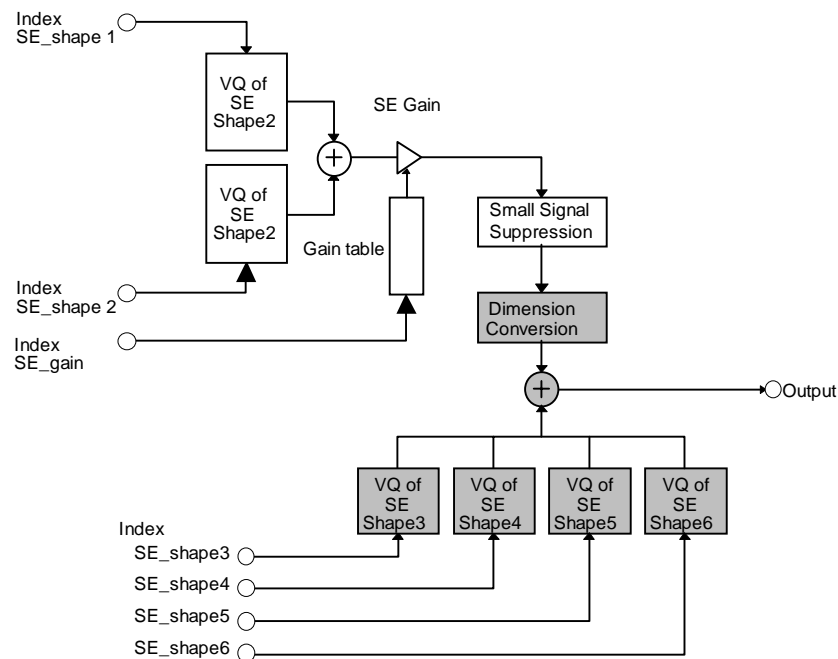 Index
SE_shape 1
VQ of
SE
Shape2
SE Gain
+
VQ of
SE
Shape2
Gain table
Small Signal
Suppression
Index
SE_shape 2
Dimension
Conversion
Index
SE_gain
+
Output
VQ of
SE
Shape3
VQ of
SE
Shape4
VQ of
SE
Shape5
VQ of
SE
Shape6
Index
SE_shape3
SE_shape4
SE_shape5
SE_shape6